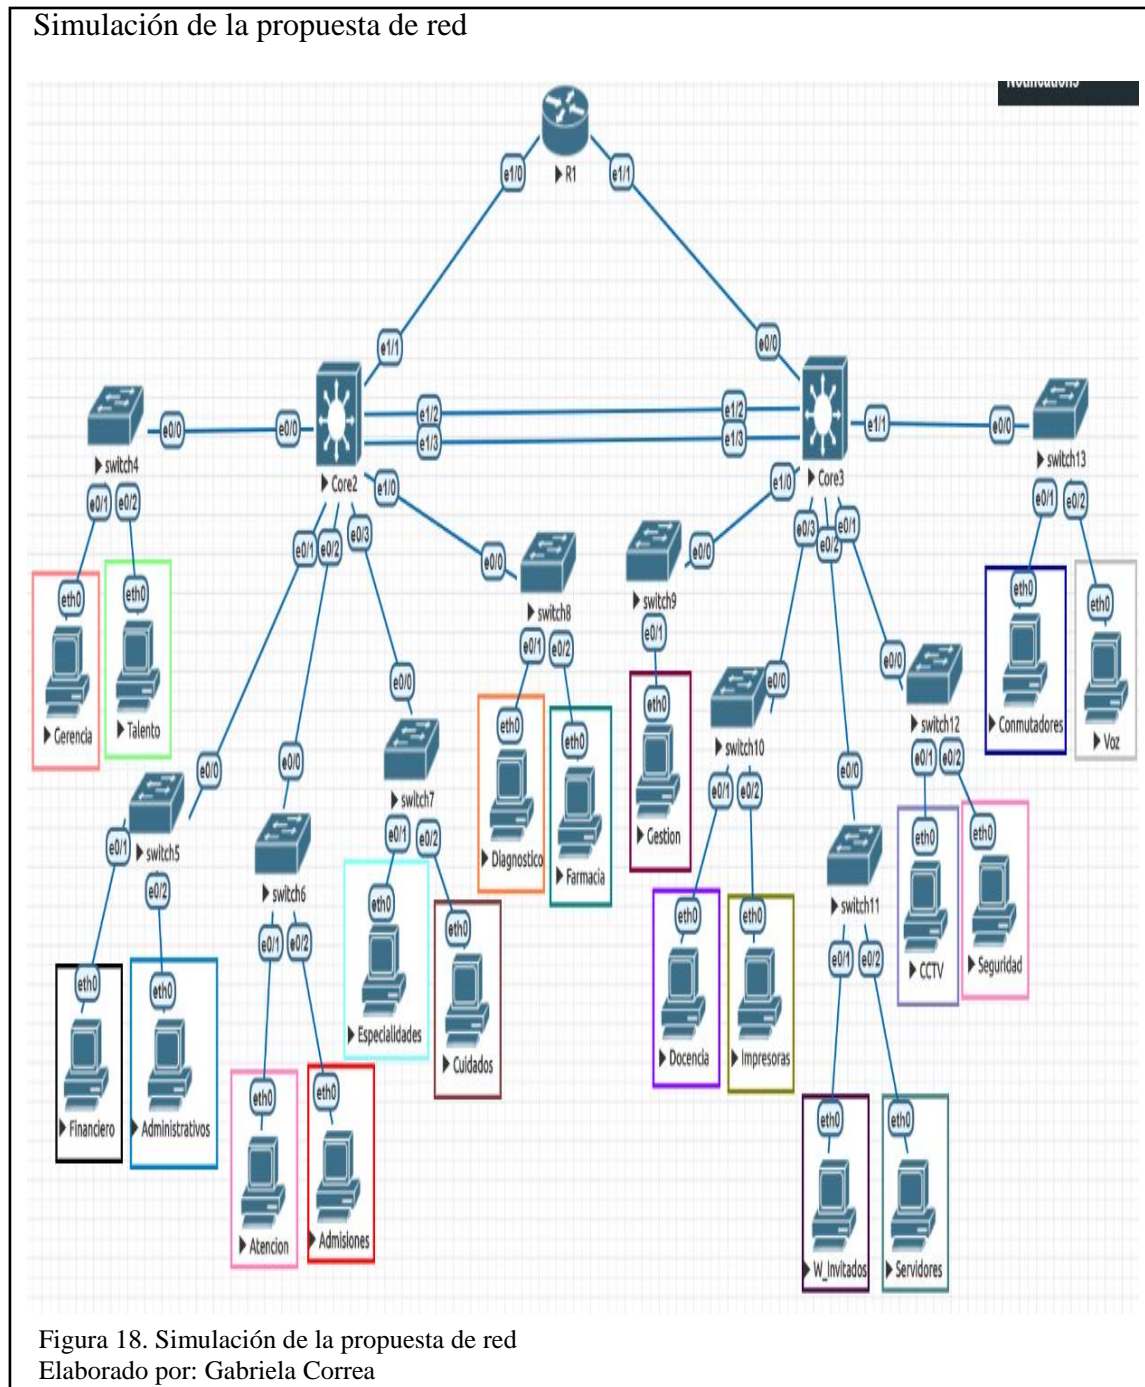 Simulación de la propuesta de red
R1
e1/0
e1/1
e1/1
e0/0
switch4
e0/0
e0/0
Core2
e1/2
e1/2
e1/3
e1/3
Core3
e1/1
e0/0
switch13
e0/1
e0/2
e0/1
e0/2
e0/3
e1/0
e0/0
switch8
e0/1
e0/2
switch9
e0/0
e1/0
e0/1
e0/3
e0/2
e0/1
e0/1
e0/2
eth0
Gerencia
eth0
Talento
eth0
Conmutadores
eth0
Voz
e0/0
switch5
e0/1
e0/2
e0/0
switch6
e0/1
e0/2
e0/0
switch7
e0/1
e0/2
eth0
Diagnostico
eth0
Farmacia
eth0
Gestion
e0/0
switch10
e0/1
e0/2
e0/0
switch11
e0/1
e0/2
e0/0
switch12
e0/1
e0/2
eth0
Financiero
eth0
Administrativos
eth0
Atencion
eth0
Admisiones
eth0
Especialidades
eth0
Cuidados
eth0
Docencia
eth0
Impresoras
eth0
CCTV
eth0
Seguridad
eth0
W_Invitados
eth0
Servidores
Figura 18. Simulación de la propuesta de red
Elaborado por: Gabriela Correa